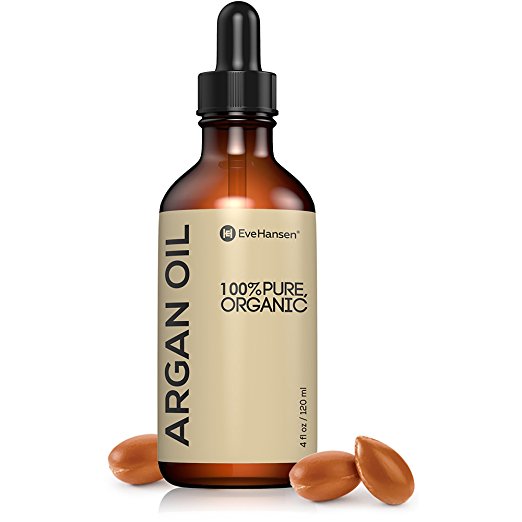 EveHansen®
100% PURE,
ORGANIC
ARGAN OIL
4 fl oz / 120 ml